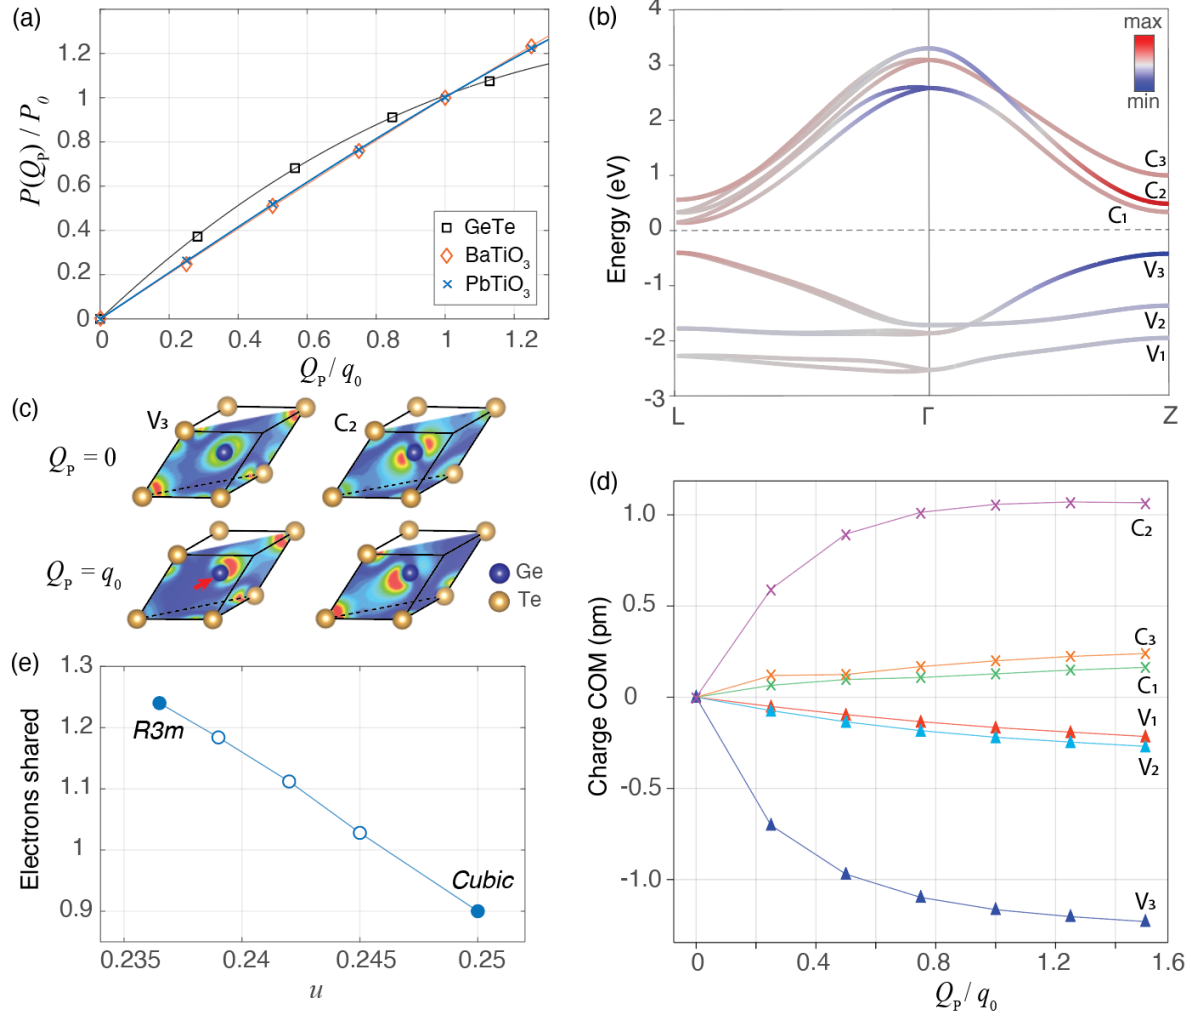 (a)
P(Q_P) / P_0
1.2
1
0.8
0.6
0.4
0.2
0
0 0.2 0.4 0.6 0.8 1 1.2
Q_P / q_0
GeTe
BaTiO3
PbTiO3
(b)
Energy (eV)
4
3
2
1
0
-1
-2
-3
L Γ Z
max
min
C3
C2
C1
V3
V2
V1
(c)
V3 C2
Q_P = 0
Q_P = q_0
Ge
Te
(d)
Charge COM (pm)
1.0
0.5
0
-0.5
-1.0
0 0.4 0.8 1.2 1.6
Q_P / q_0
C2
C3
C1
V1
V2
V3
(e)
Electrons shared
1.3
1.2
1.1
1
0.9
0.235 0.24 0.245 0.25
u
R3m
Cubic